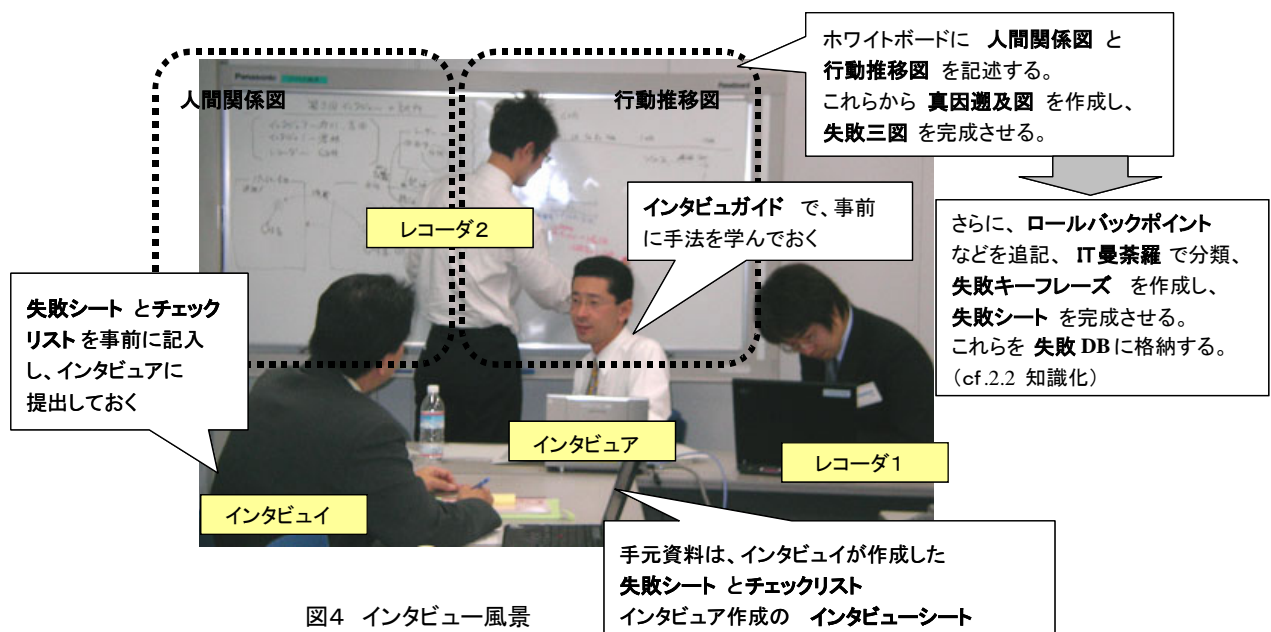 ホワイトボードに 人間関係図 と
行動推移図 を記述する。
これらから 真因遡及図 を作成し、
失敗三図 を完成させる。
Panasonic
人間関係図
行動推移図
インタビュガイド で、事前
に手法を学んでおく
レコーダ2
さらに、ロールバックポイント
などを追記、IT曼荼羅 で分類、
失敗キーフレーズ を作成し、
失敗シート を完成させる。
これらを 失敗DBに格納する。
(cf.2.2 知識化)
失敗シート とチェック
リスト を事前に記入
し、インタビュアに
提出しておく
インタビュア
レコーダ1
インタビュイ
手元資料は、インタビュイが作成した
失敗シート とチェックリスト
インタビュア作成の インタビューシート
図4 インタビュー風景